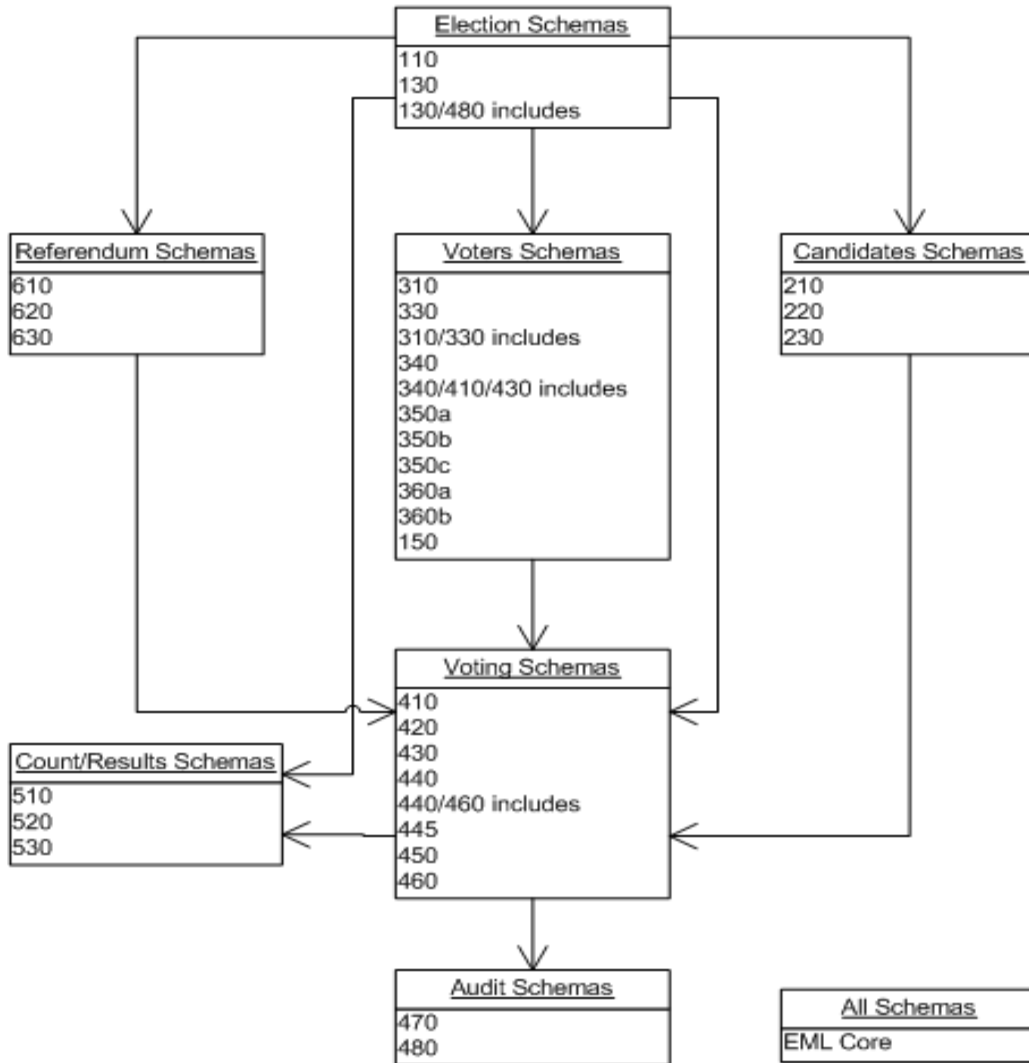 Election Schemas
110
130
130/480 includes
Referendum Schemas
610
620
630
Voters Schemas
310
330
310/330 includes
340
340/410/430 includes
350a
350b
350c
360a
360b
150
Candidates Schemas
210
220
230
Voting Schemas
410
420
430
440
440/460 includes
445
450
460
Count/Results Schemas
510
520
530
Audit Schemas
470
480
All Schemas
EML Core